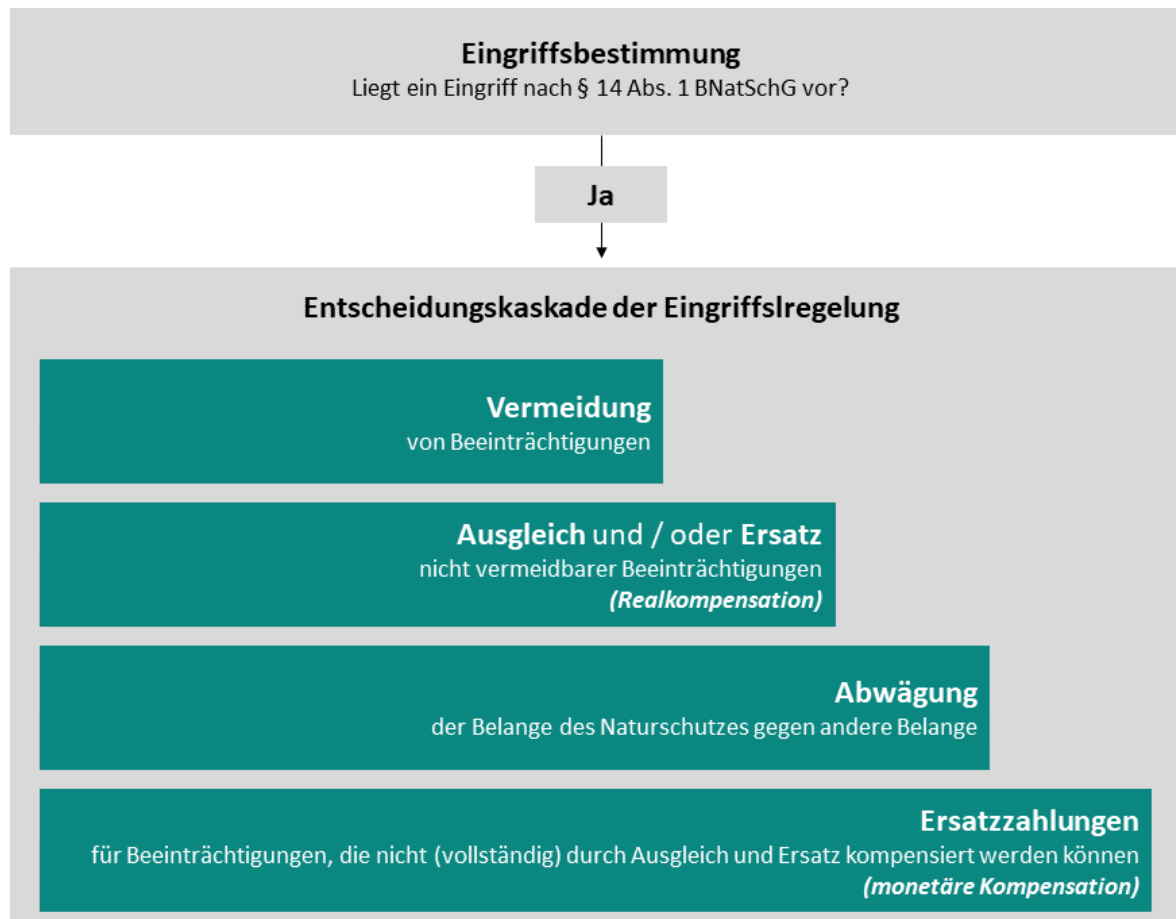 Eingriffsbestimmung
Liegt ein Eingriff nach § 14 Abs. 1 BNatSchG vor?
Ja
Entscheidungskaskade der Eingriffslregelung
Vermeidung
von Beeinträchtigungen
Ausgleich und / oder Ersatz
nicht vermeidbarer Beeinträchtigungen
(Realkompensation)
Abwägung
der Belange des Naturschutzes gegen andere Belange
Ersatzzahlungen
für Beeinträchtigungen, die nicht (vollständig) durch Ausgleich und Ersatz kompensiert werden können
(monetäre Kompensation)